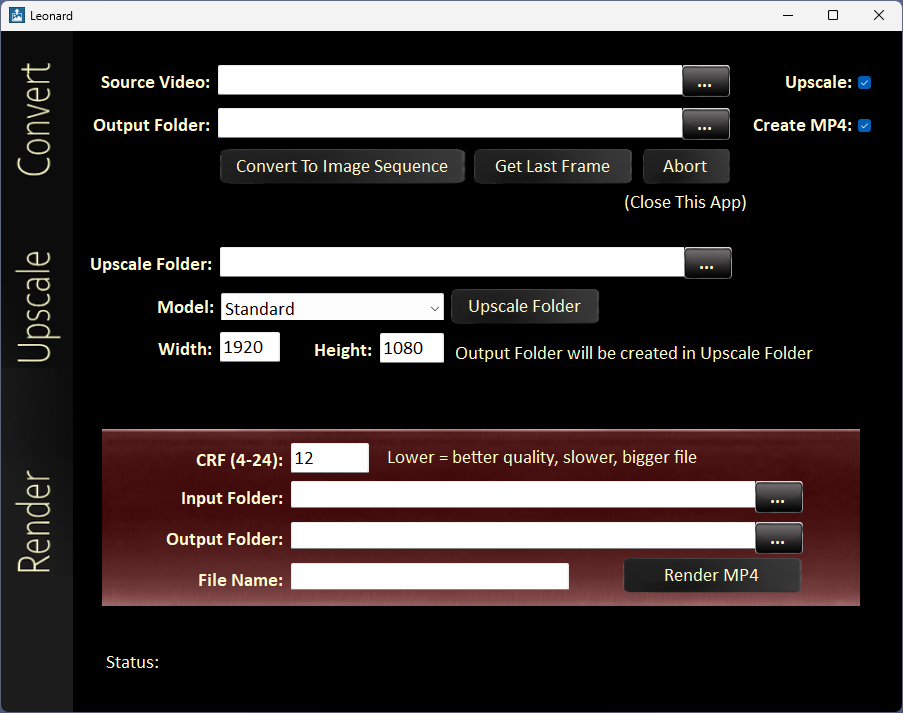 Leonard
Convert
Source Video: ...
Upscale:
Output Folder: ...
Create MP4:
Convert To Image Sequence
Get Last Frame
Abort
(Close This App)
Upscale
Upscale Folder: ...
Model: Standard
Upscale Folder
Width: 1920
Height: 1080
Output Folder will be created in Upscale Folder
Render
CRF (4-24): 12
Lower = better quality, slower, bigger file
Input Folder: ...
Output Folder: ...
File Name:
Render MP4
Status: